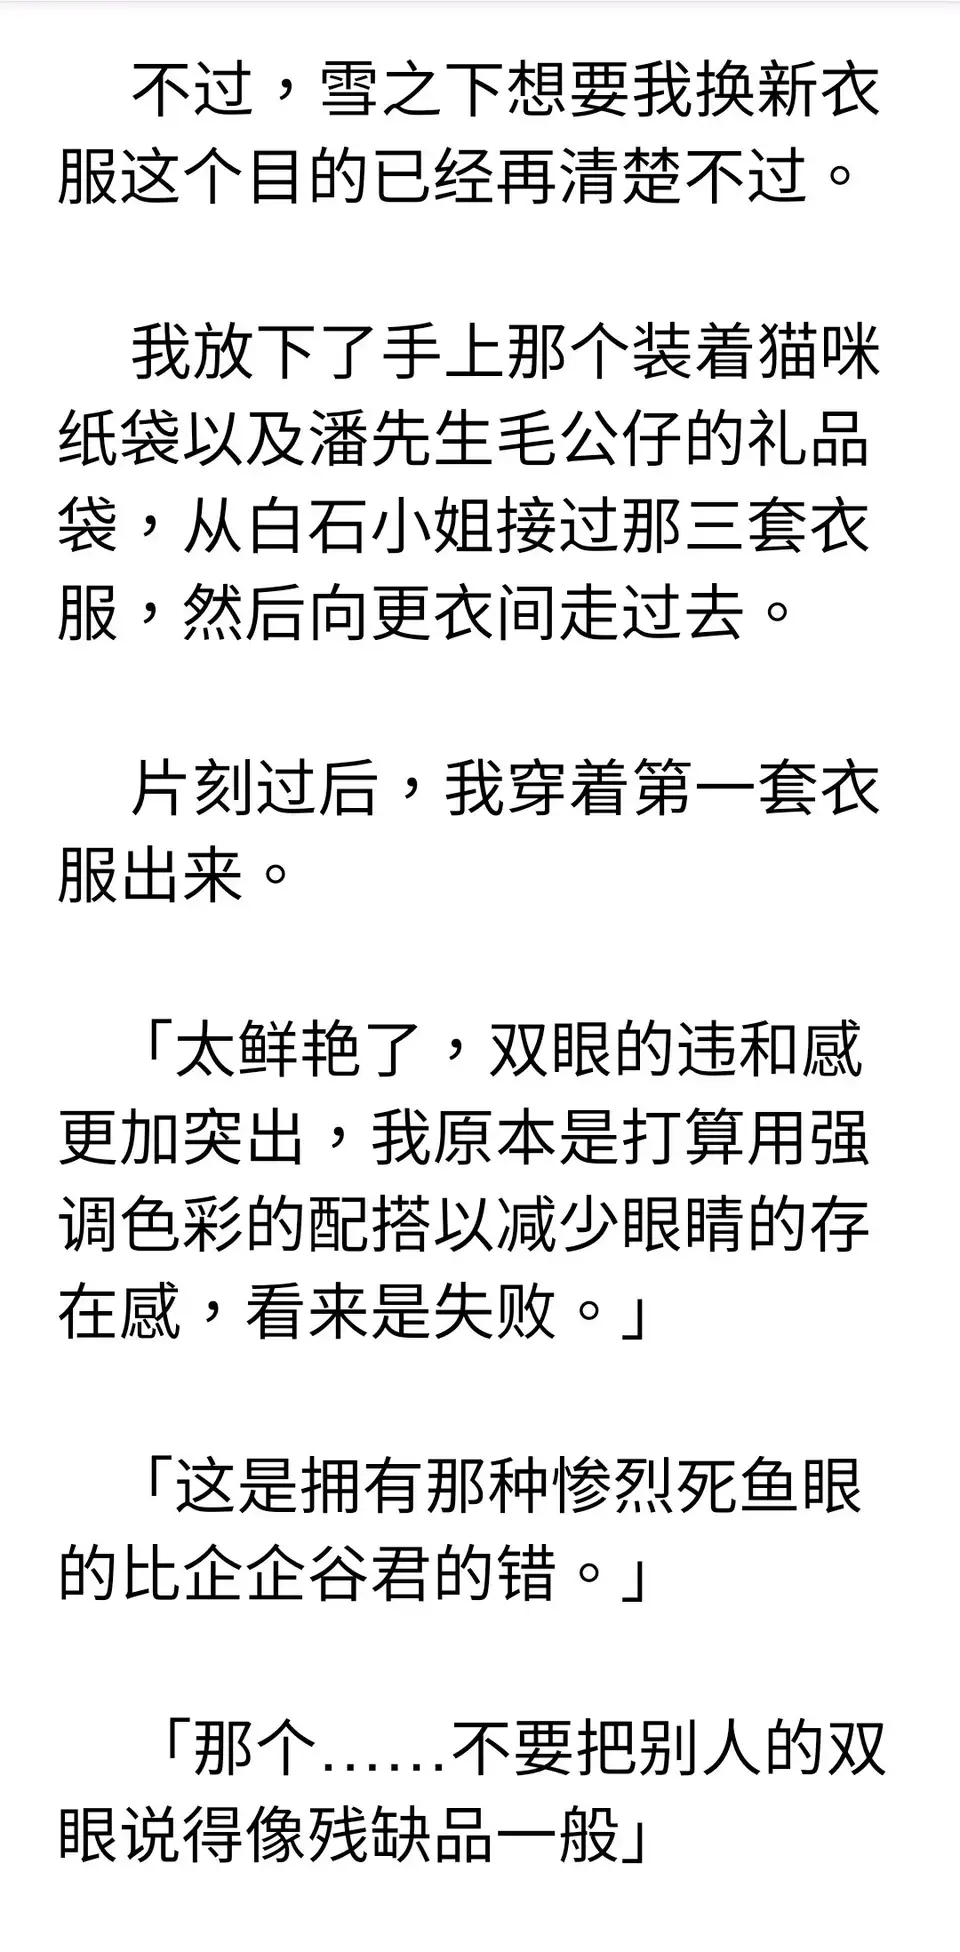 不过，雪之下想要我换新衣
服这个目的已经再清楚不过。
我放下了手上那个装着猫咪
纸袋以及潘先生毛公仔的礼品
袋，从白石小姐接过那三套衣
服，然后向更衣间走过去。
片刻过后，我穿着第一套衣
服出来。
「太鲜艳了，双眼的违和感
更加突出，我原本是打算用强
调色彩的配搭以减少眼睛的存
在感，看来是失败。」
「这是拥有那种惨烈死鱼眼
的比企企谷君的错。」
「那个……不要把别人的双
眼说得像残缺品一般」